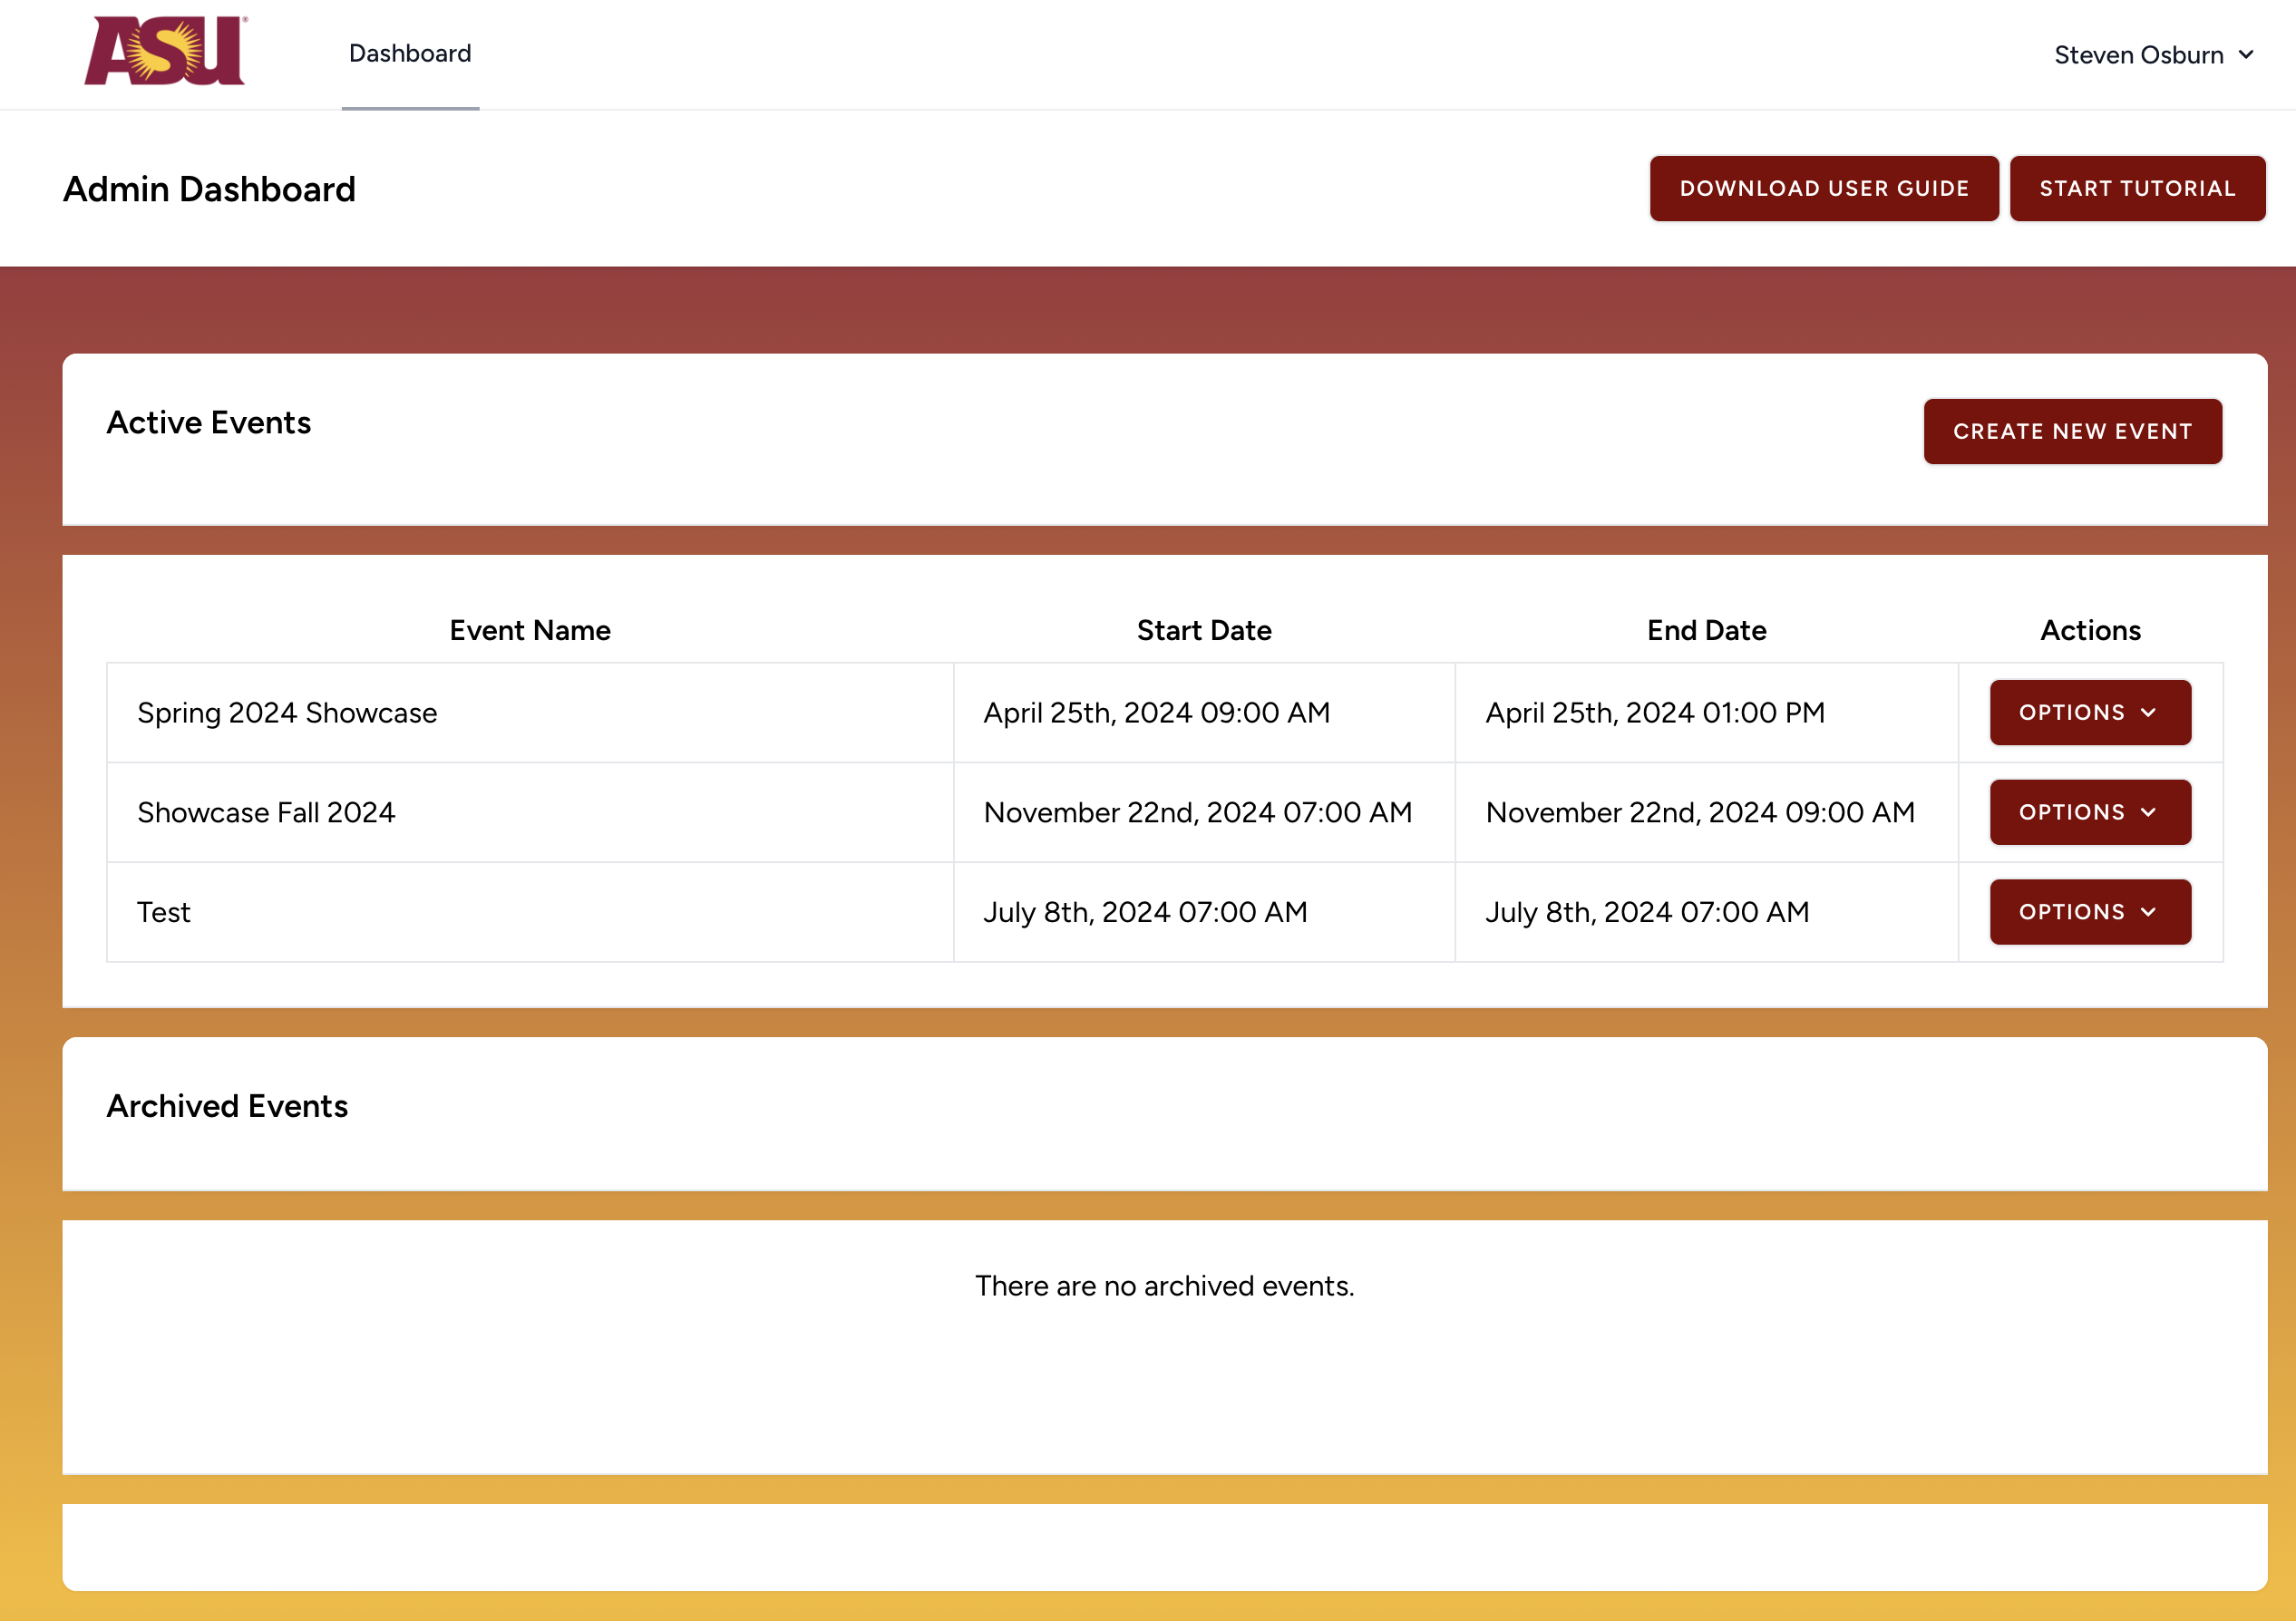 ASU Dashboard Steven Osburn
Admin Dashboard DOWNLOAD USER GUIDE START TUTORIAL
Active Events CREATE NEW EVENT
Event Name Start Date End Date Actions
Spring 2024 Showcase April 25th, 2024 09:00 AM April 25th, 2024 01:00 PM OPTIONS
Showcase Fall 2024 November 22nd, 2024 07:00 AM November 22nd, 2024 09:00 AM OPTIONS
Test July 8th, 2024 07:00 AM July 8th, 2024 07:00 AM OPTIONS
Archived Events
There are no archived events.